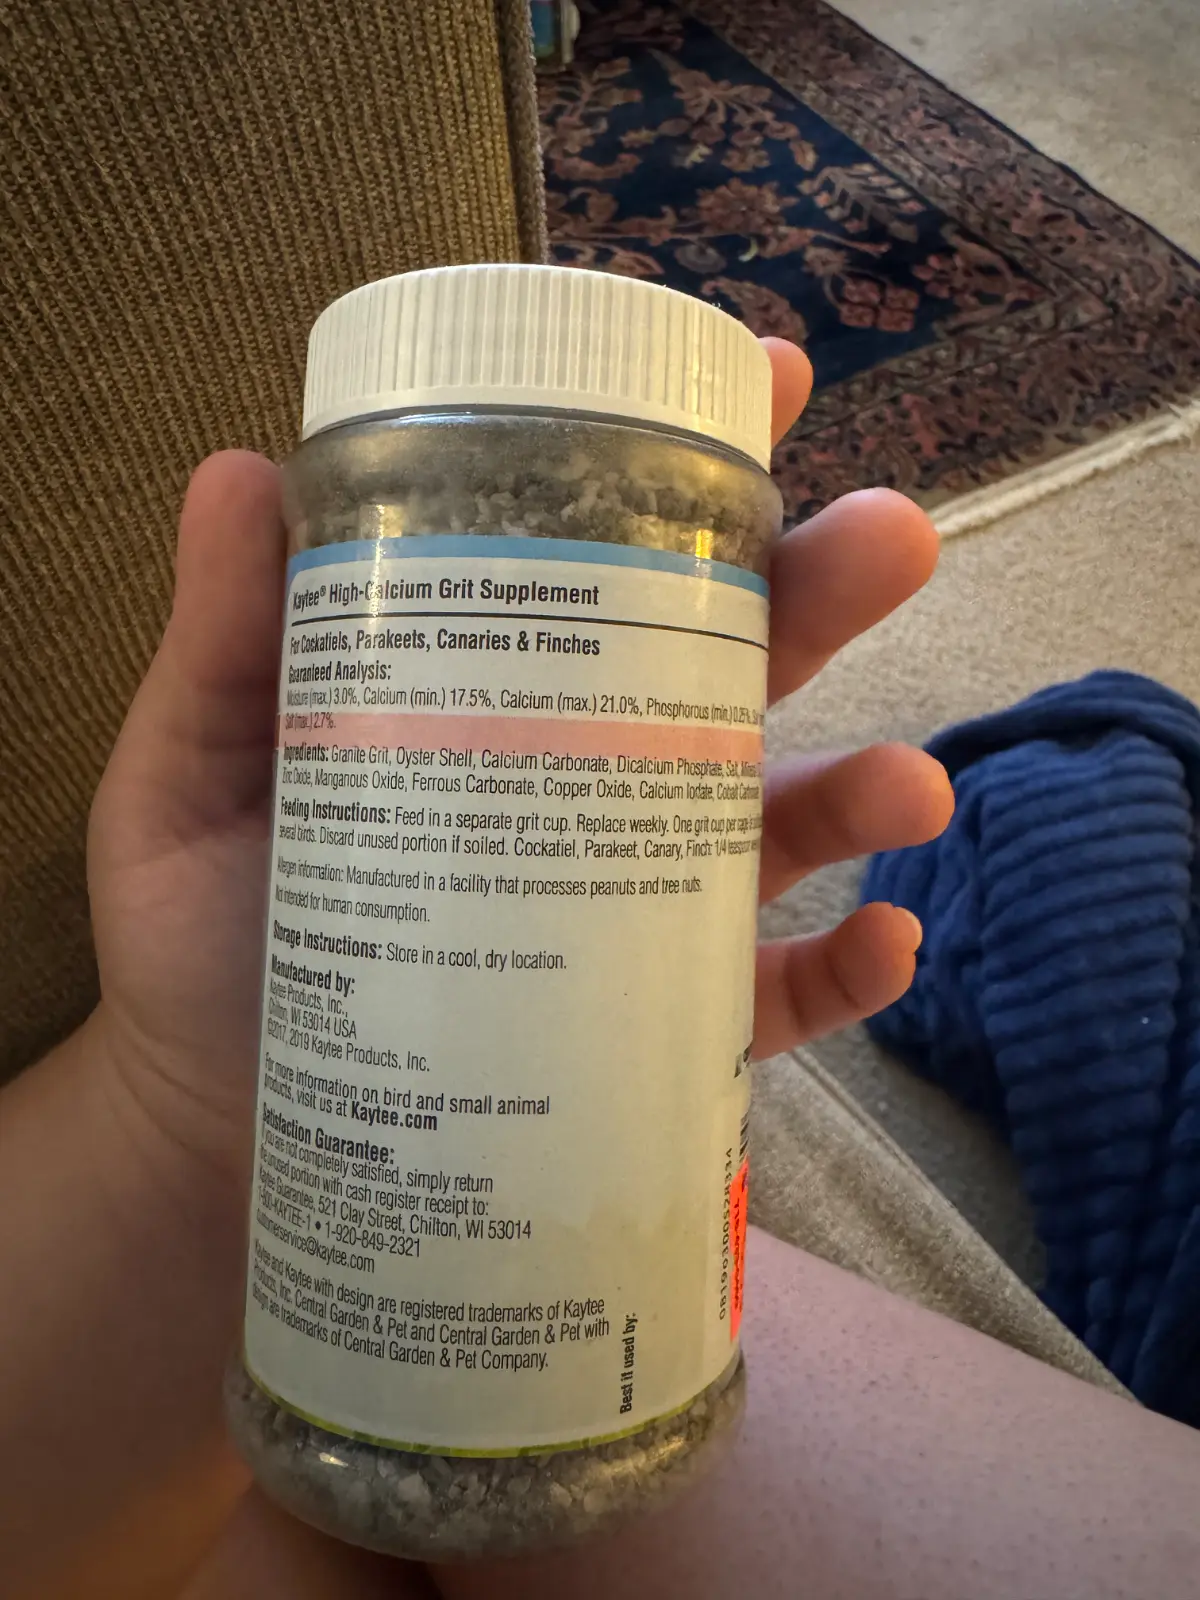 Kaytee® High-Calcium Grit Supplement
For Cockatiels, Parakeets, Canaries & Finches
Guaranteed Analysis:
Moisture (max.) 3.0%, Calcium (min.) 17.5%, Calcium (max.) 21.0%, Phosphorous (min.) 0.25%,
Salt (max.) 2.7%.
Ingredients: Granite Grit, Oyster Shell, Calcium Carbonate, Dicalcium Phosphate, Salt,
Zinc Oxide, Manganous Oxide, Ferrous Carbonate, Copper Oxide, Calcium Iodate, Cobalt Carbonate
Feeding Instructions: Feed in a separate grit cup. Replace weekly. One grit cup per cage
several birds. Discard unused portion if soiled. Cockatiel, Parakeet, Canary, Finch: 1/4 teaspoon
Allergen information: Manufactured in a facility that processes peanuts and tree nuts.
Not intended for human consumption.
Storage Instructions: Store in a cool, dry location.
Manufactured by:
Kaytee Products, Inc.,
Chilton, WI 53014 USA
©2017, 2019 Kaytee Products, Inc.
For more information on bird and small animal
products, visit us at Kaytee.com
Satisfaction Guarantee:
If you are not completely satisfied, simply return
the unused portion with cash register receipt to:
Kaytee Guarantee, 521 Clay Street, Chilton, WI 53014
1-800-KAYTEE-1 • 1-920-849-2321
customerservice@kaytee.com
Kaytee and Kaytee with design are registered trademarks of Kaytee
Products, Inc. Central Garden & Pet and Central Garden & Pet with
design are trademarks of Central Garden & Pet Company.
Best if used by: